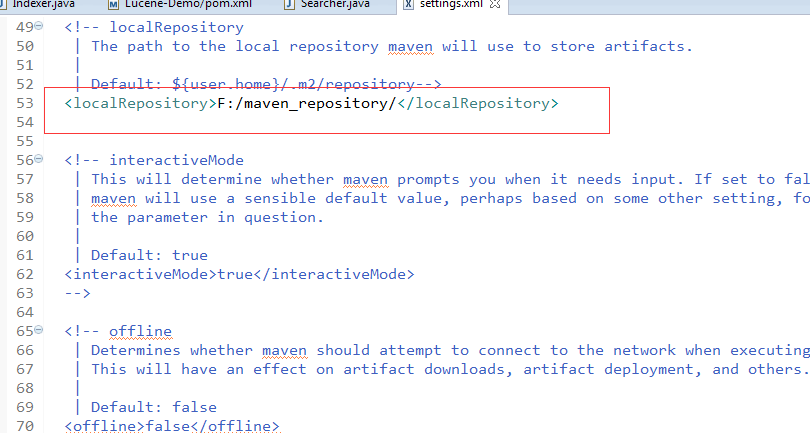 Indexer.java Lucene-Demo/pom.xml Searcher.java settings.xml
49 <!-- localRepository
50 | The path to the local repository maven will use to store artifacts.
51 |
52 | Default: ${user.home}/.m2/repository-->
53 <localRepository>F:/maven_repository/</localRepository>
54
55
56 <!-- interactiveMode
57 | This will determine whether maven prompts you when it needs input. If set to fal
58 | maven will use a sensible default value, perhaps based on some other setting, fo
59 | the parameter in question.
60 |
61 | Default: true
62 <interactiveMode>true</interactiveMode>
63 -->
64
65 <!-- offline
66 | Determines whether maven should attempt to connect to the network when executing
67 | This will have an effect on artifact downloads, artifact deployment, and others.
68 |
69 | Default: false
70 <offline>false</offline>